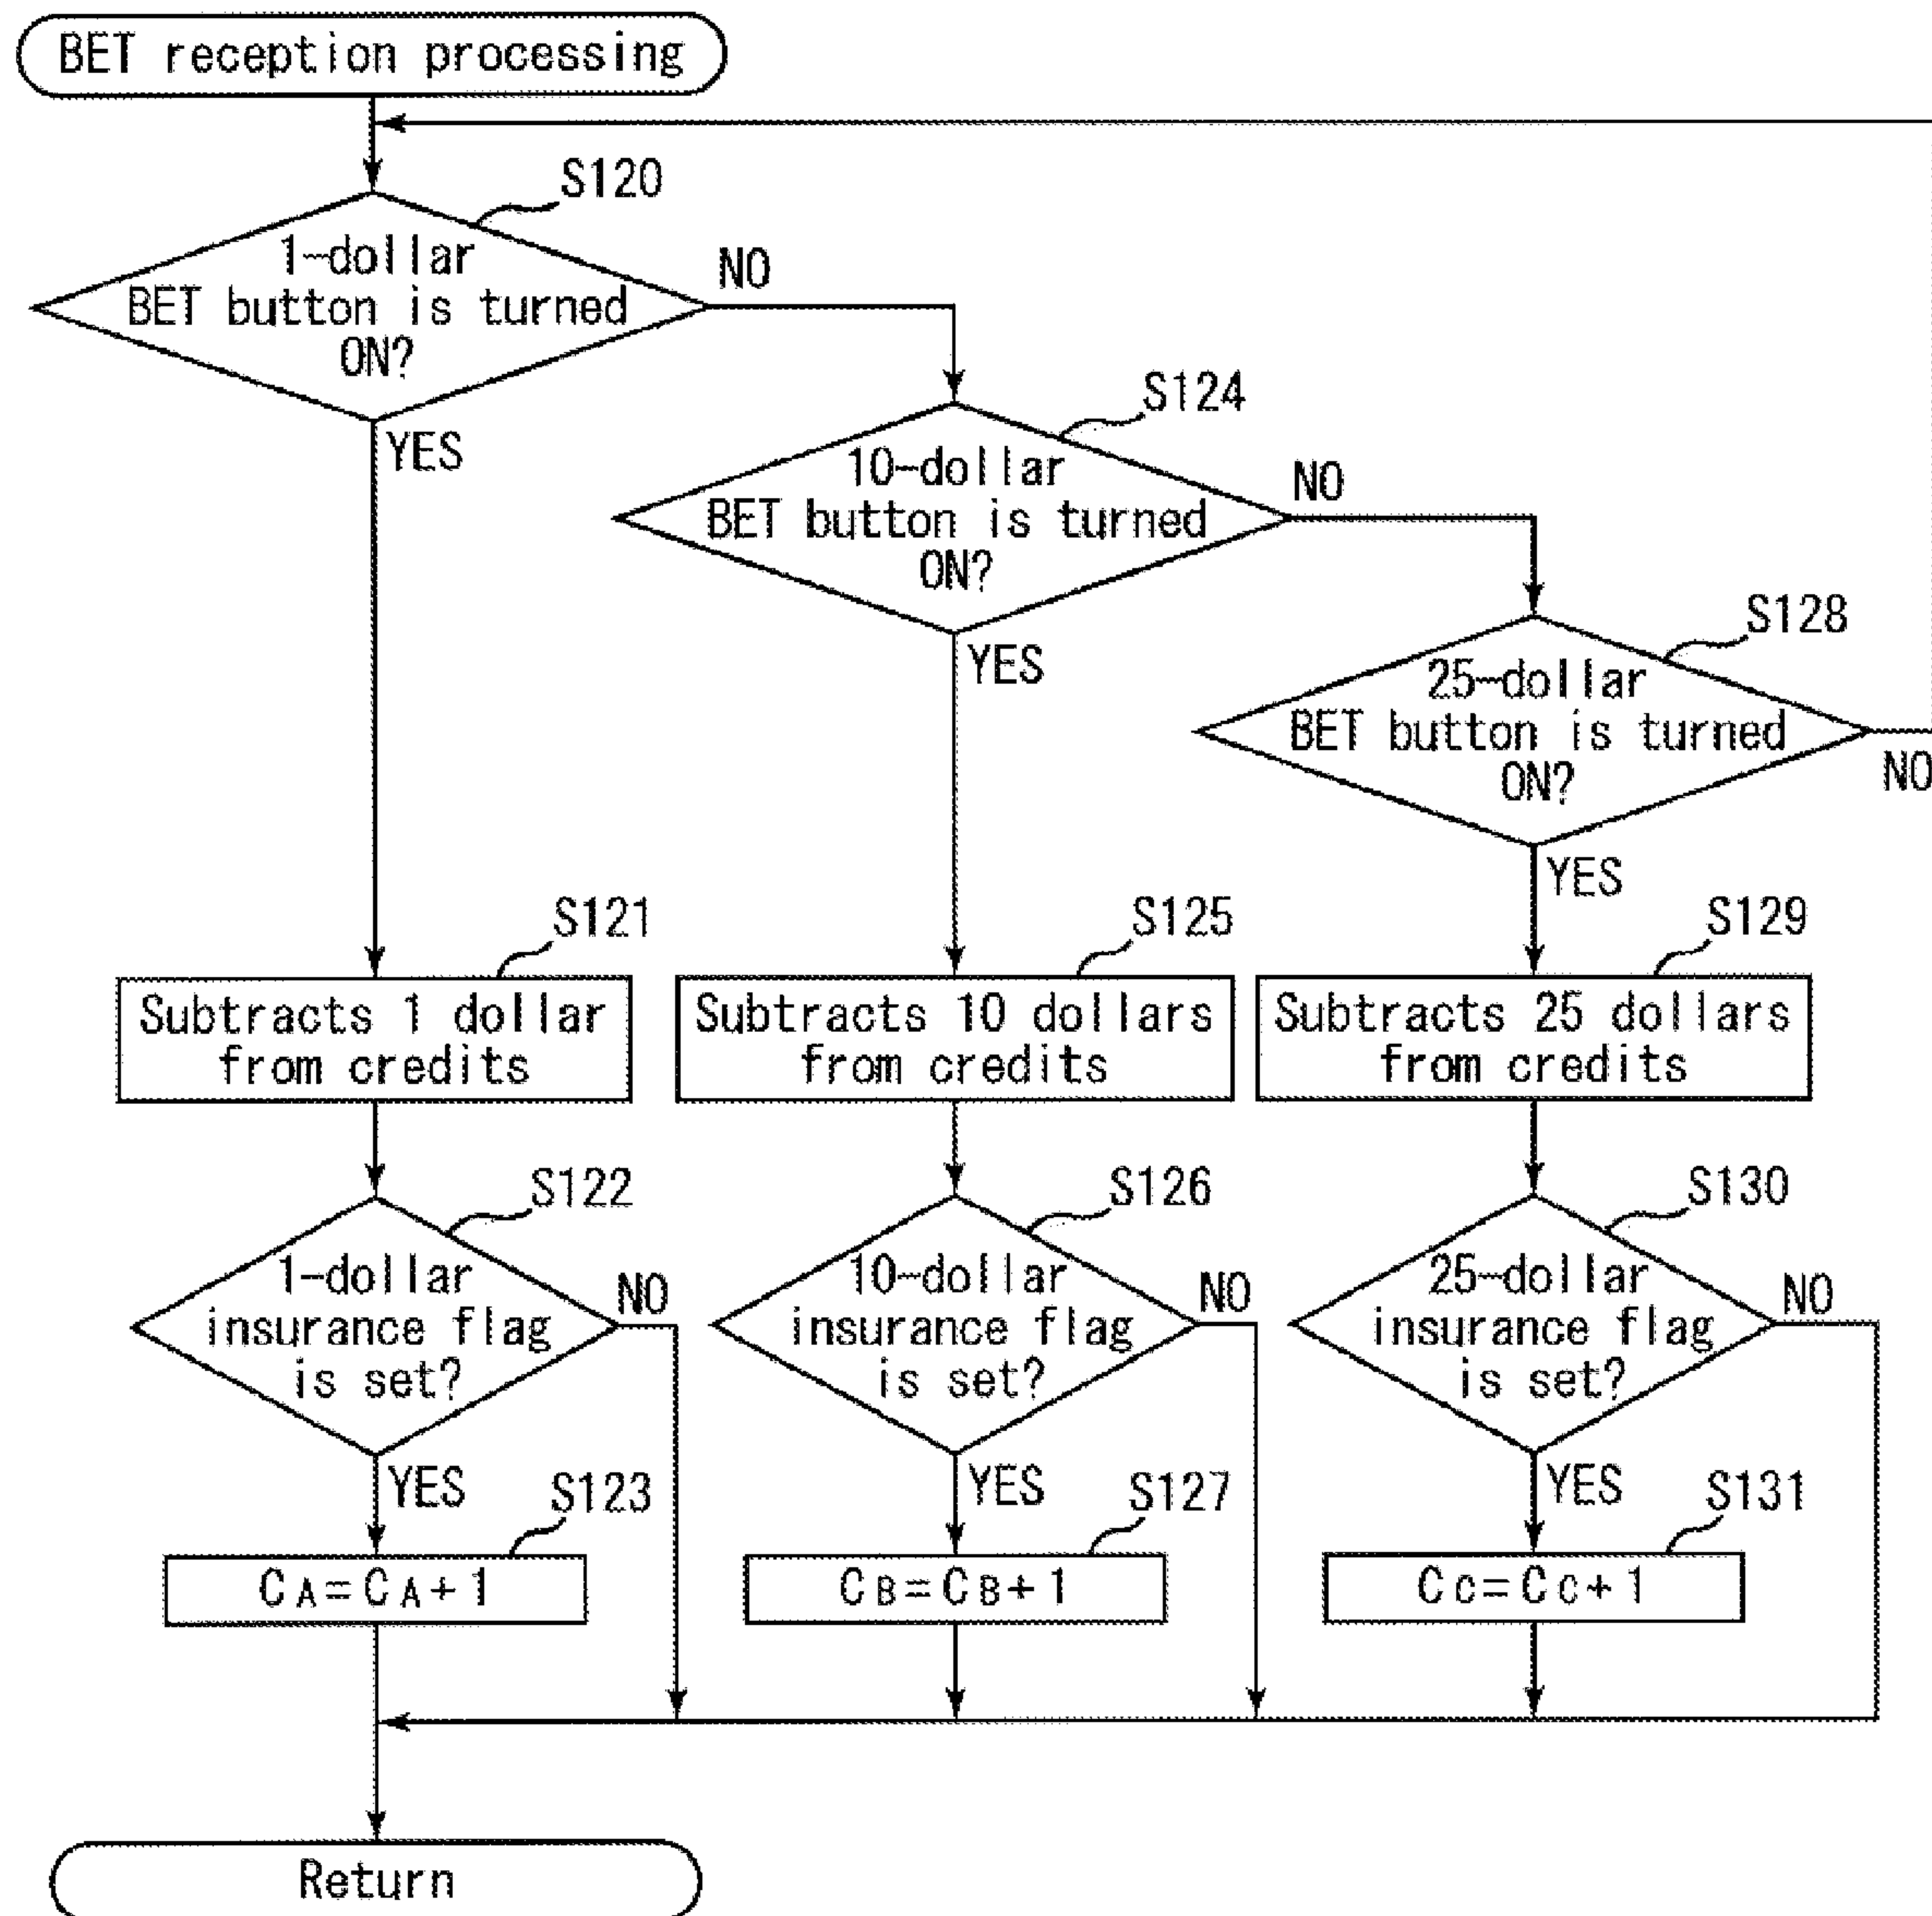 BET reception processing
S120
1-dollar
BET button is turned
ON?
NO
YES
S124
10-dollar
BET button is turned
ON?
NO
YES
S128
25-dollar
BET button is turned
ON?
NO
YES
S121
Subtracts 1 dollar
from credits
S125
Subtracts 10 dollars
from credits
S129
Subtracts 25 dollars
from credits
S122
1-dollar
insurance flag
is set?
NO
YES
S126
10-dollar
insurance flag
is set?
NO
YES
S130
25-dollar
insurance flag
is set?
NO
YES
S123
CA=CA+1
S127
CB=CB+1
S131
CC=CC+1
Return